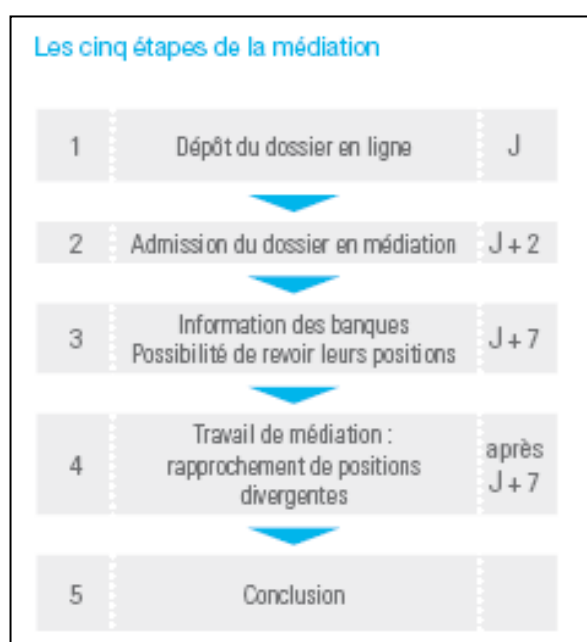 Les cinq étapes de la médiation
1 Dépôt du dossier en ligne J
2 Admission du dossier en médiation J + 2
Information des banques
3 Possibilité de revoir leurs positions J + 7
Travail de médiation :
4 rapprochement de positions
divergentes
après
J + 7
5 Conclusion